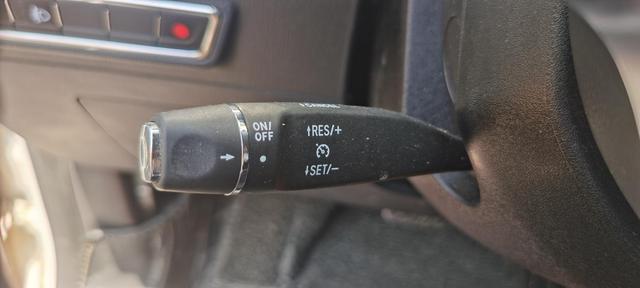 ON/
OFF
↑RES/+
↓SET/−